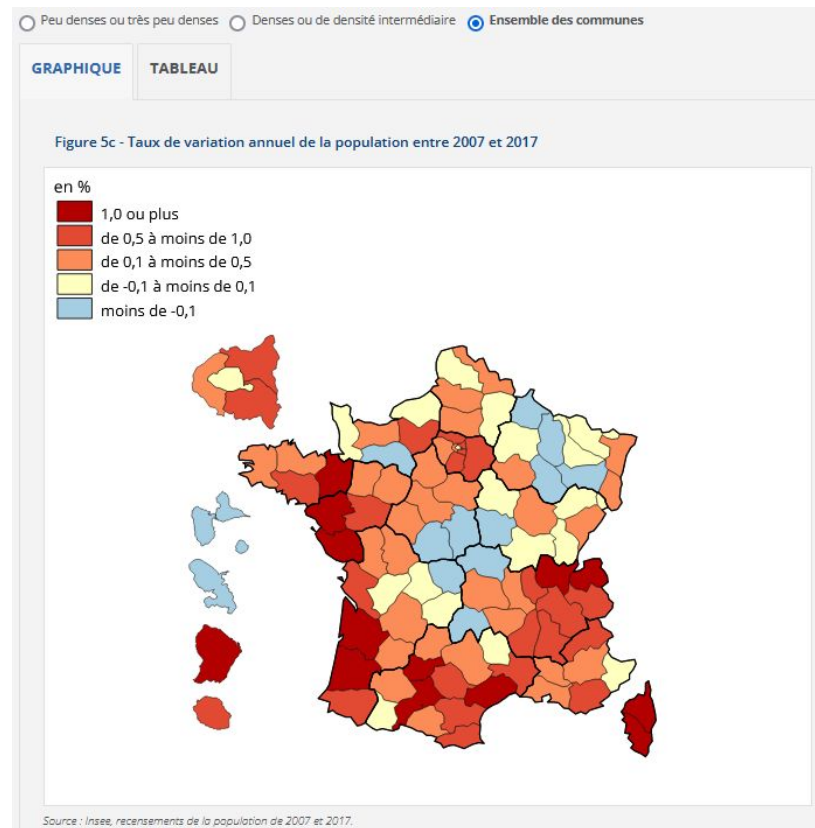 Peu denses ou très peu denses Denses ou de densité intermédiaire Ensemble des communes
GRAPHIQUE TABLEAU
Figure 5c - Taux de variation annuel de la population entre 2007 et 2017
en %
1,0 ou plus
de 0,5 à moins de 1,0
de 0,1 à moins de 0,5
de -0,1 à moins de 0,1
moins de -0,1
Source : Insee, recensements de la population de 2007 et 2017.